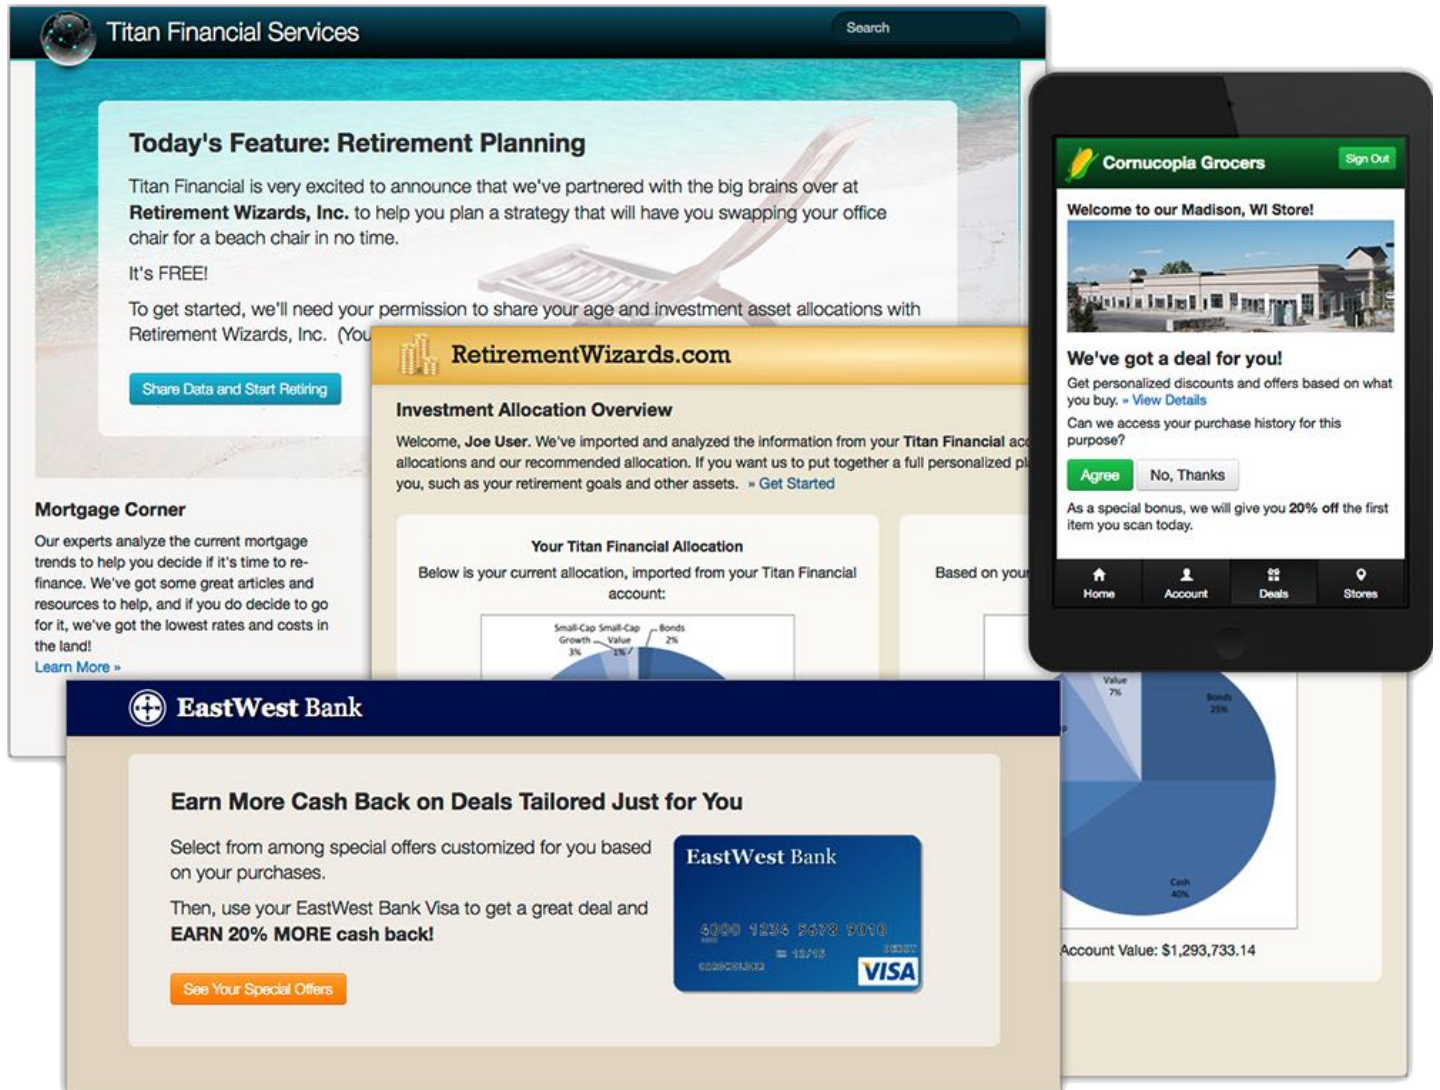 Titan Financial Services
Search
Today's Feature: Retirement Planning
Titan Financial is very excited to announce that we've partnered with the big brains over at
Retirement Wizards, Inc. to help you plan a strategy that will have you swapping your office
chair for a beach chair in no time.
It's FREE!
To get started, we'll need your permission to share your age and investment asset allocations with
Retirement Wizards, Inc. (You
Share Data and Start Retiring
Mortgage Corner
Our experts analyze the current mortgage
trends to help you decide if it's time to re-
finance. We've got some great articles and
resources to help, and if you do decide to go
for it, we've got the lowest rates and costs in
the land!
Learn More »
RetirementWizards.com
Investment Allocation Overview
Welcome, Joe User. We've imported and analyzed the information from your Titan Financial acc
allocations and our recommended allocation. If you want us to put together a full personalized pl
you, such as your retirement goals and other assets. » Get Started
Your Titan Financial Allocation
Below is your current allocation, imported from your Titan Financial
account:
Small-Cap Growth 3%
Small-Cap Value 1%
Bonds 2%
Based on your
Value 7%
Bonds 25%
Cash 40%
Account Value: $1,293,733.14
Cornucopia Grocers
Sign Out
Welcome to our Madison, WI Store!
We've got a deal for you!
Get personalized discounts and offers based on what
you buy. » View Details
Can we access your purchase history for this
purpose?
Agree
No, Thanks
As a special bonus, we will give you 20% off the first
item you scan today.
Home
Account
Deals
Stores
EastWest Bank
Earn More Cash Back on Deals Tailored Just for You
Select from among special offers customized for you based
on your purchases.
Then, use your EastWest Bank Visa to get a great deal and
EARN 20% MORE cash back!
See Your Special Offers
EastWest Bank
4000 1234 5678 9010
12/15
DEBIT
CARDHOLDER
VISA